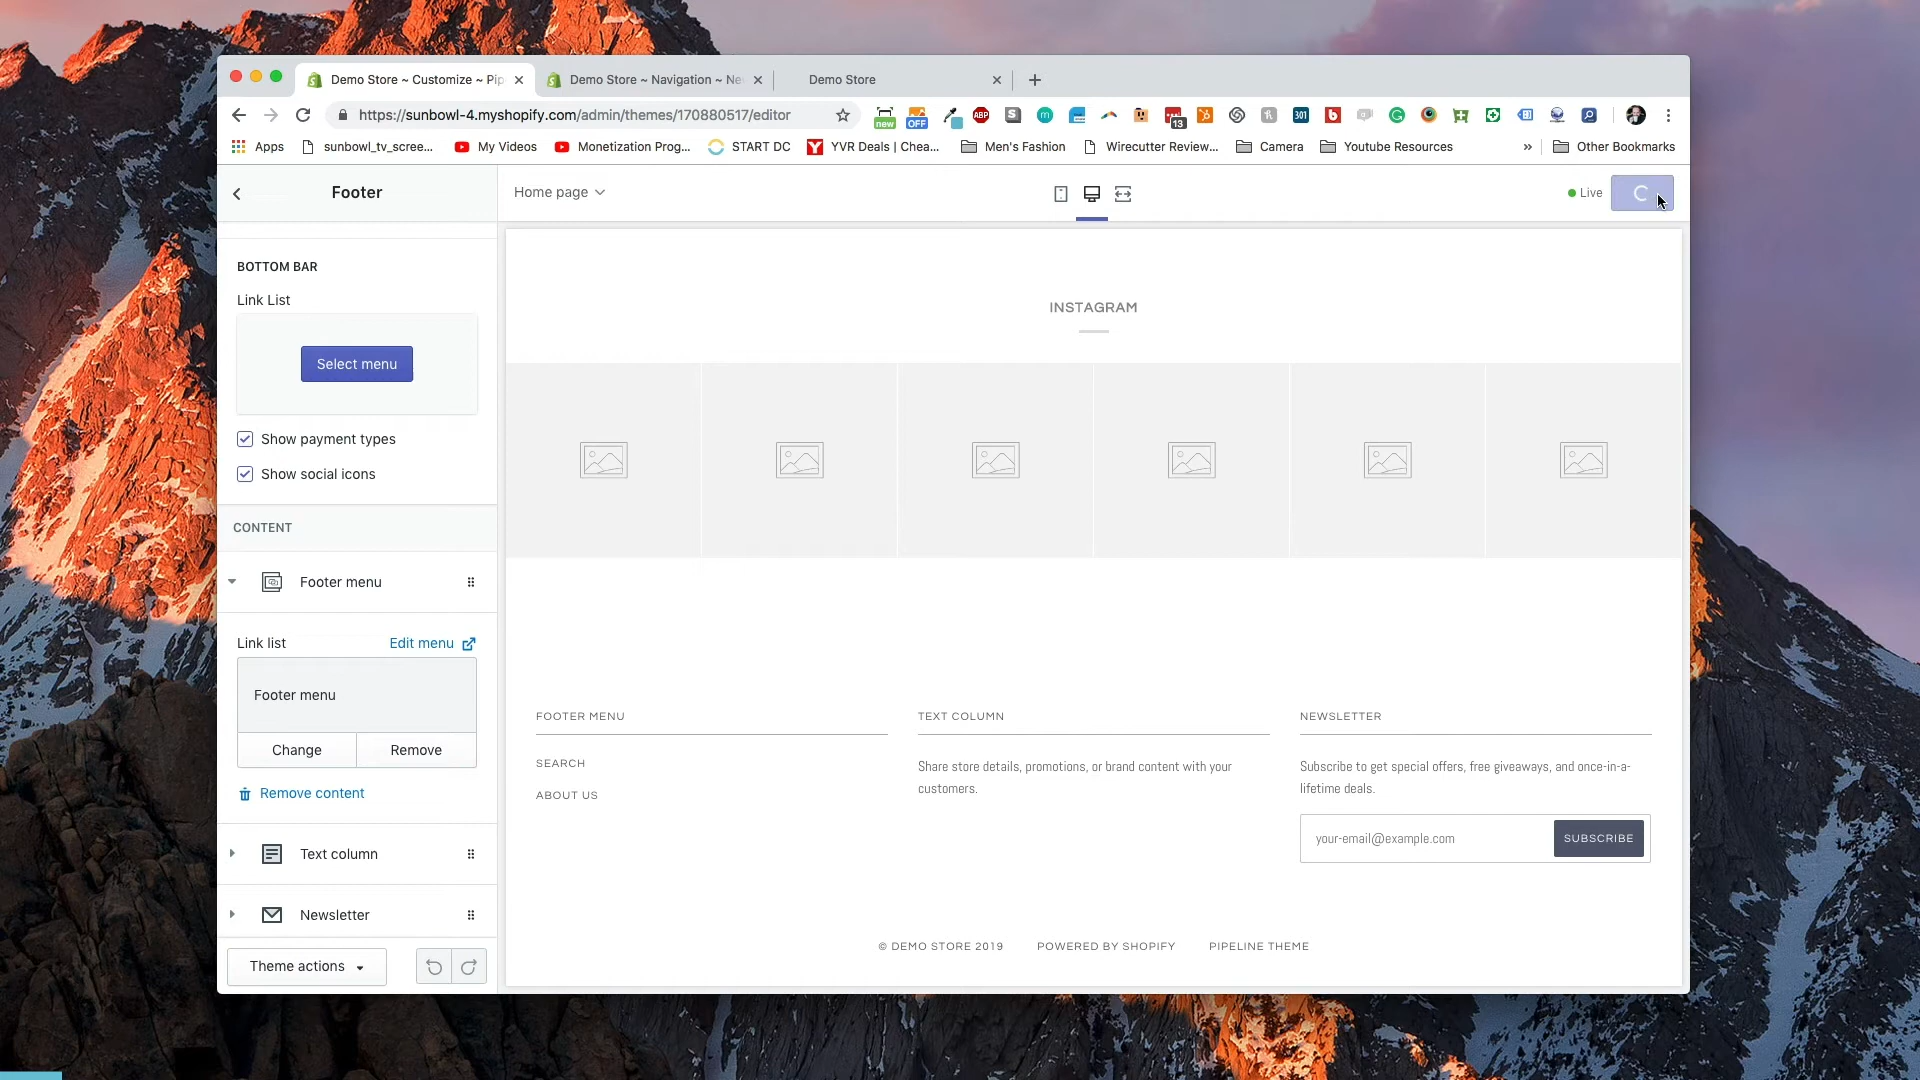 Demo Store ~ Customize ~ Pip
Demo Store ~ Navigation ~ Ne
Demo Store
https://sunbowl-4.myshopify.com/admin/themes/170880517/editor
new
OFF
ABP
S
m
13
301
b
G
Apps
sunbowl_tv_scree...
My Videos
Monetization Prog...
START DC
YVR Deals | Chea...
Men's Fashion
Wirecutter Review...
Camera
Youtube Resources
»
Other Bookmarks
Footer
Home page
Live
BOTTOM BAR
Link List
Select menu
Show payment types
Show social icons
CONTENT
Footer menu
Link list
Edit menu
Footer menu
Change
Remove
Remove content
Text column
Newsletter
Theme actions
INSTAGRAM
FOOTER MENU
SEARCH
ABOUT US
TEXT COLUMN
Share store details, promotions, or brand content with your
customers.
NEWSLETTER
Subscribe to get special offers, free giveaways, and once-in-a-
lifetime deals.
your-email@example.com
SUBSCRIBE
© DEMO STORE 2019
POWERED BY SHOPIFY
PIPELINE THEME